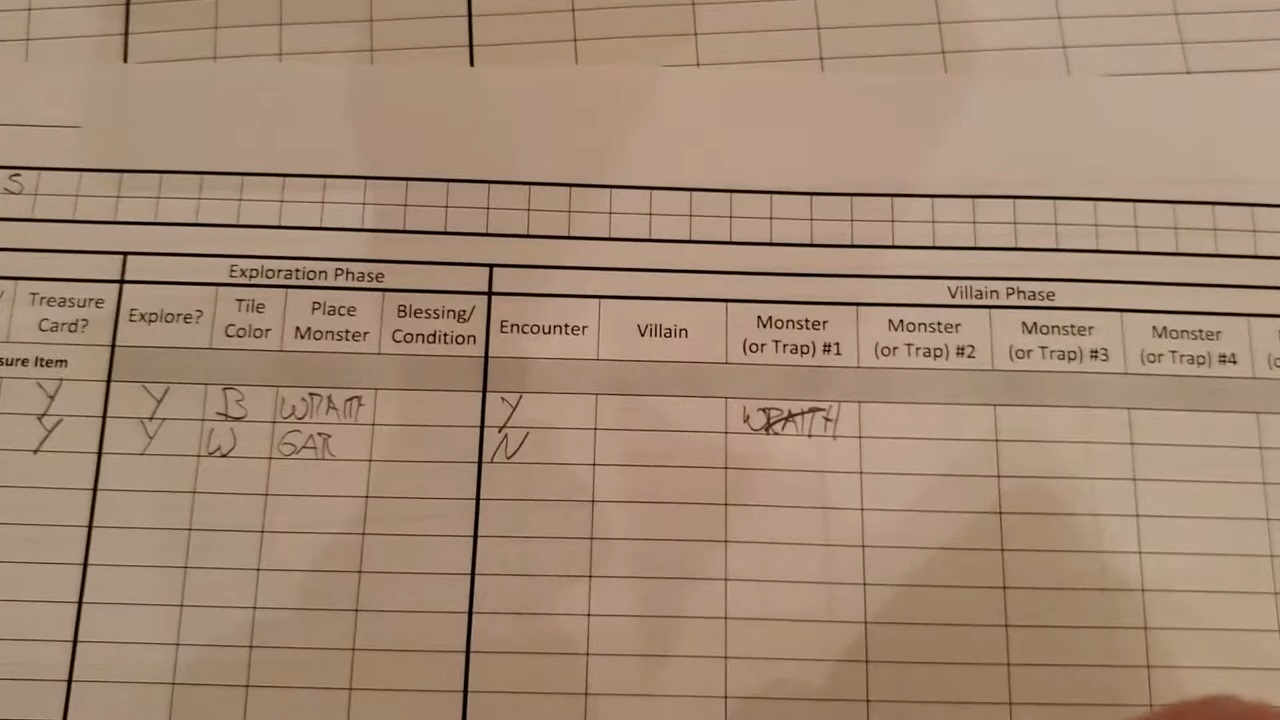 S
Exploration Phase
Villain Phase
Treasure Card? Explore? Tile Color Place Monster Blessing/ Condition Encounter Villain Monster (or Trap) #1 Monster (or Trap) #2 Monster (or Trap) #3 Monster (or Trap) #4
sure Item
Y Y B WRAITH Y WRAITH
Y Y W GAR N